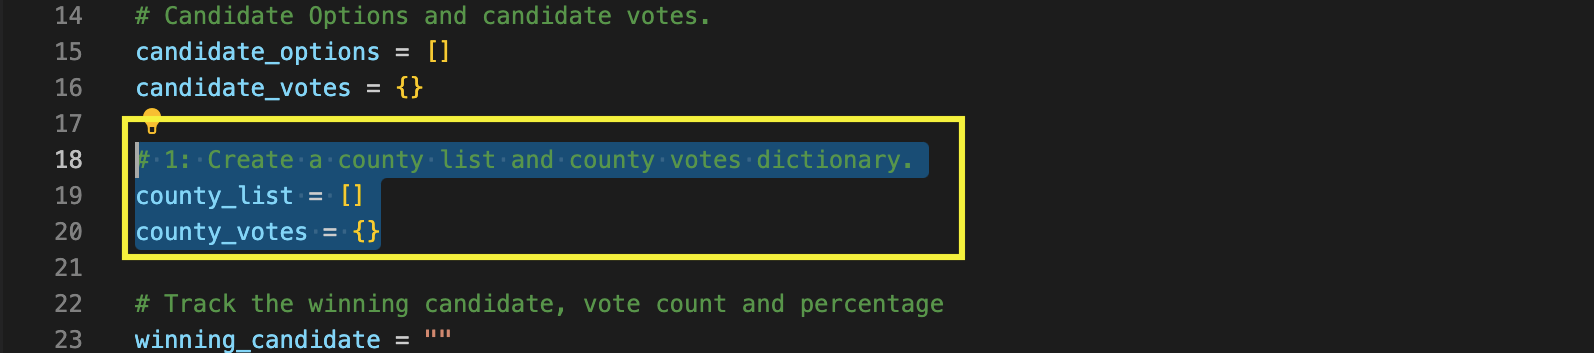 14 # Candidate Options and candidate votes.
15 candidate_options = []
16 candidate_votes = {}
17
18 # 1: Create a county list and county votes dictionary.
19 county_list = []
20 county_votes = {}
21
22 # Track the winning candidate, vote count and percentage
23 winning_candidate = ""